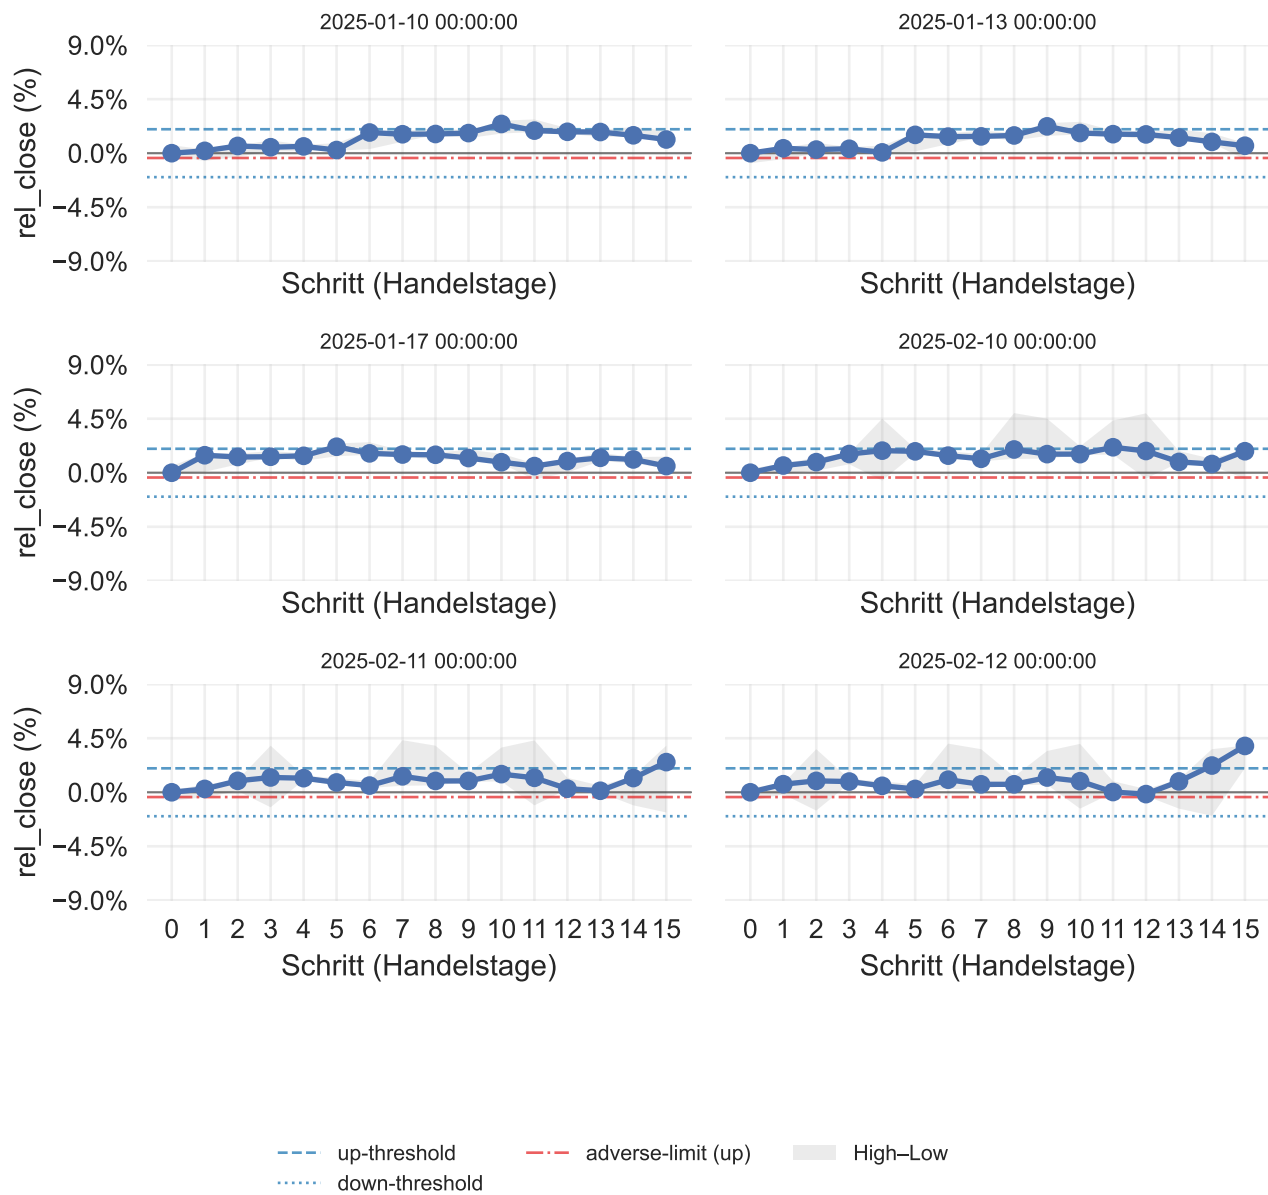 2025-01-10 00:00:00
2025-01-13 00:00:00
9.0%
4.5%
0.0%
−4.5%
−9.0%
rel_close (%)
Schritt (Handelstage)
Schritt (Handelstage)
2025-01-17 00:00:00
2025-02-10 00:00:00
9.0%
4.5%
0.0%
−4.5%
−9.0%
rel_close (%)
Schritt (Handelstage)
Schritt (Handelstage)
2025-02-11 00:00:00
2025-02-12 00:00:00
9.0%
4.5%
0.0%
−4.5%
−9.0%
rel_close (%)
0 1 2 3 4 5 6 7 8 9 10 11 12 13 14 15
0 1 2 3 4 5 6 7 8 9 10 11 12 13 14 15
Schritt (Handelstage)
Schritt (Handelstage)
up-threshold
down-threshold
adverse-limit (up)
High–Low